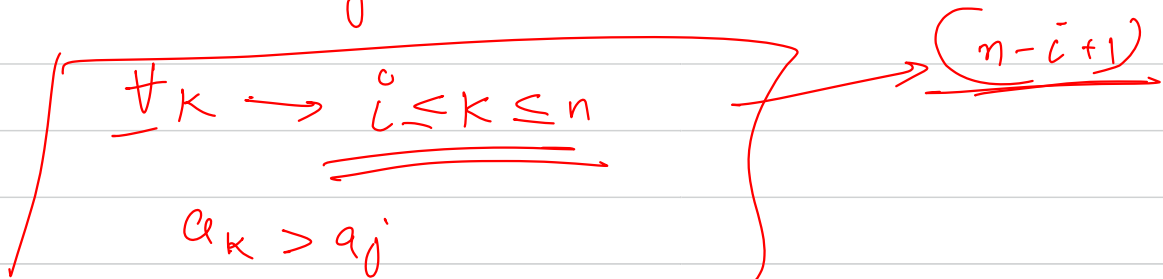 (n-i+1)
∀k → i ≤ k ≤ n →
a_k > a_j